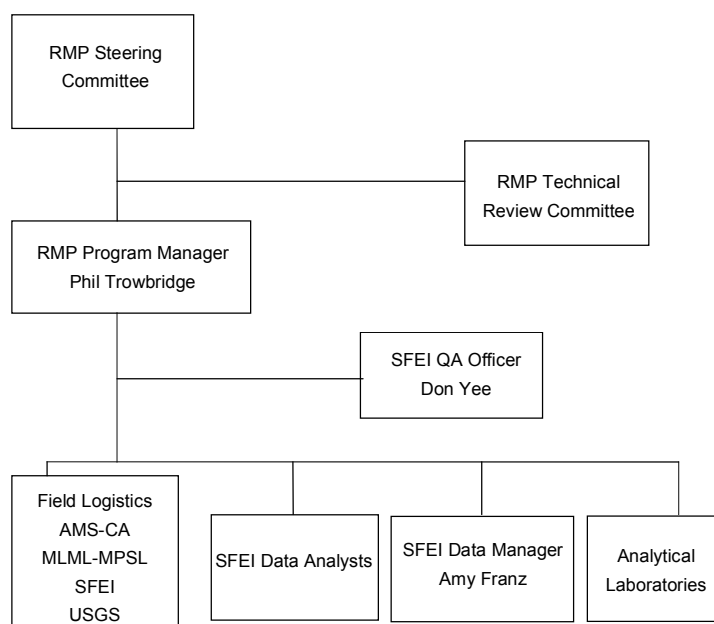 RMP Steering
Committee
RMP Technical
Review Committee
RMP Program Manager
Phil Trowbridge
SFEI QA Officer
Don Yee
Field Logistics
AMS-CA
MLML-MPSL
SFEI
USGS
SFEI Data Analysts
SFEI Data Manager
Amy Franz
Analytical
Laboratories